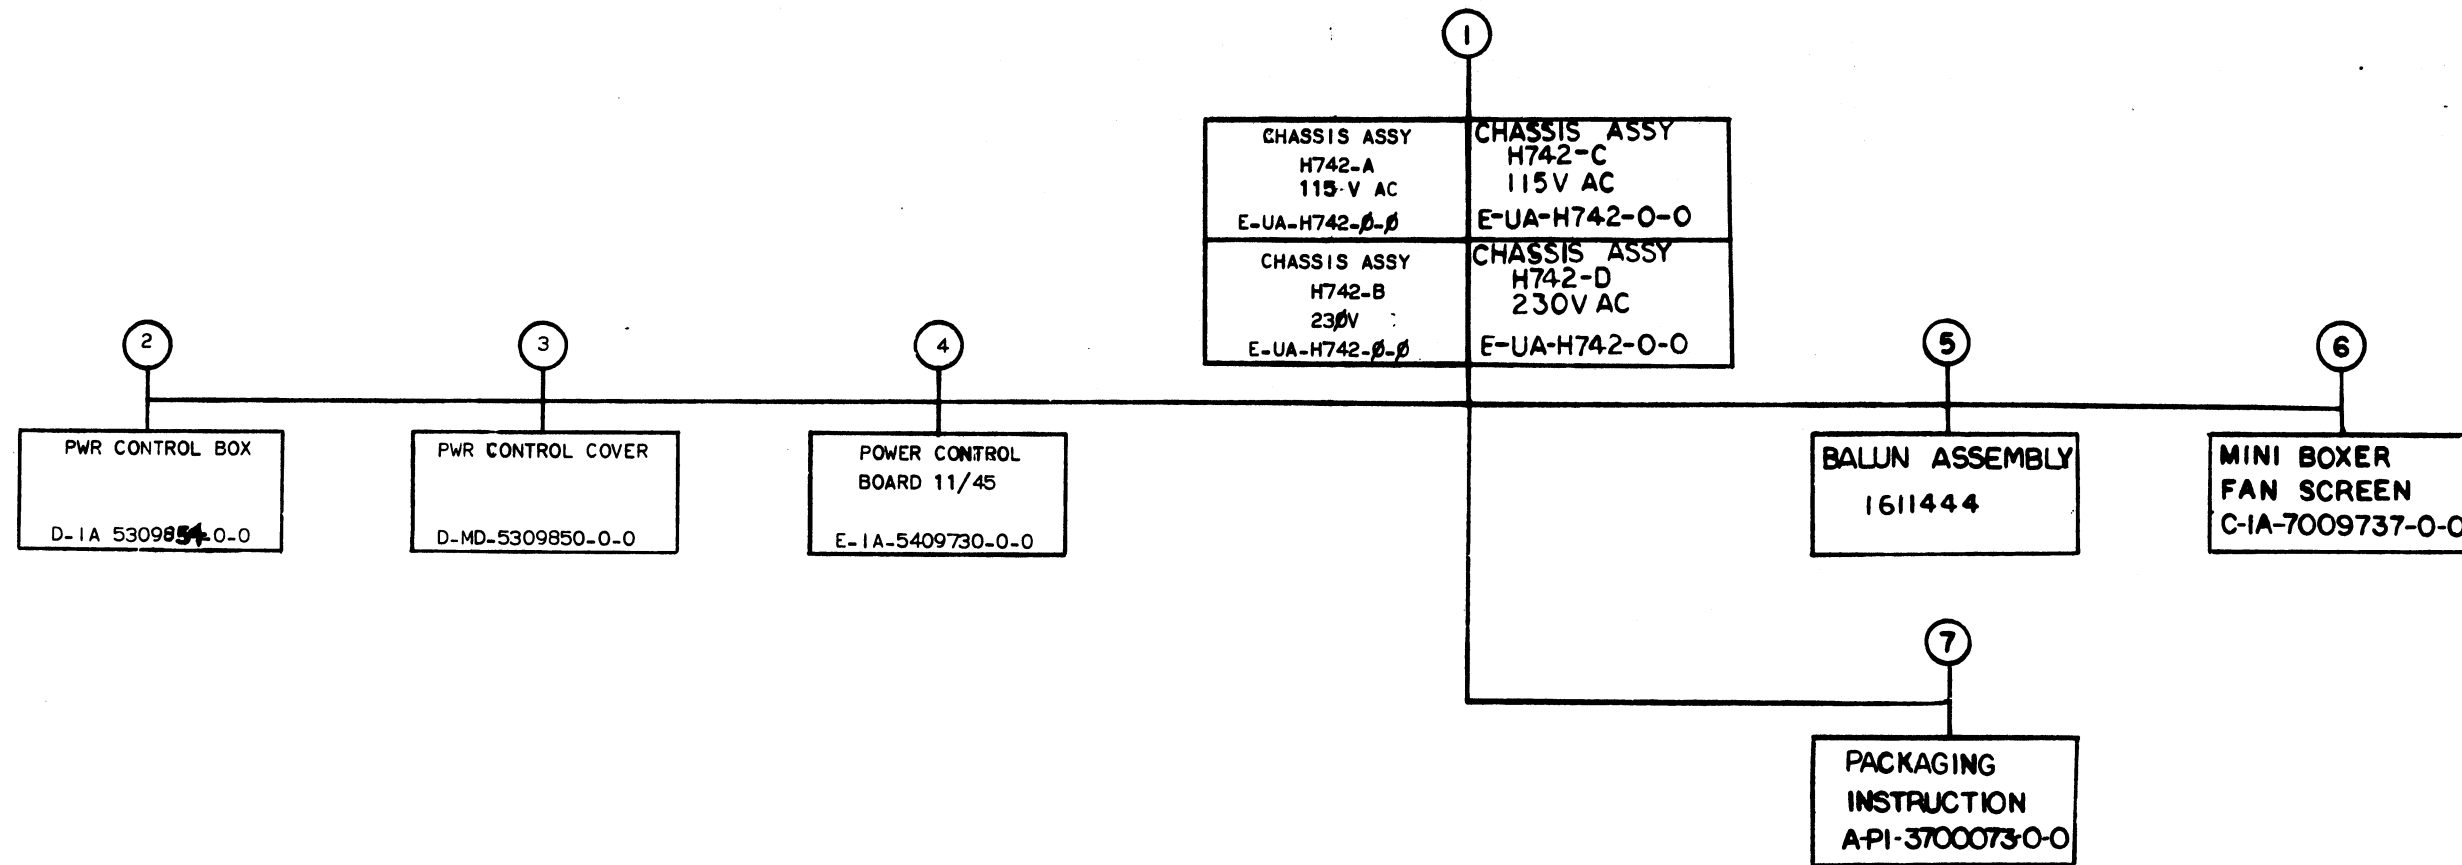 1
CHASSIS ASSY
H742-A
115 V AC
E-UA-H742-Ø-Ø
CHASSIS ASSY
H742-C
115V AC
E-UA-H742-0-0
CHASSIS ASSY
H742-B
23ØV
E-UA-H742-Ø-Ø
CHASSIS ASSY
H742-D
230V AC
E-UA-H742-0-0
2
PWR CONTROL BOX
D-IA 5309854-0-0
3
PWR CONTROL COVER
D-MD-5309850-0-0
4
POWER CONTROL
BOARD 11/45
E-IA-5409730-0-0
5
BALUN ASSEMBLY
1611444
6
MINI BOXER
FAN SCREEN
C-IA-7009737-0-0
7
PACKAGING
INSTRUCTION
A-PI-3700073-0-0